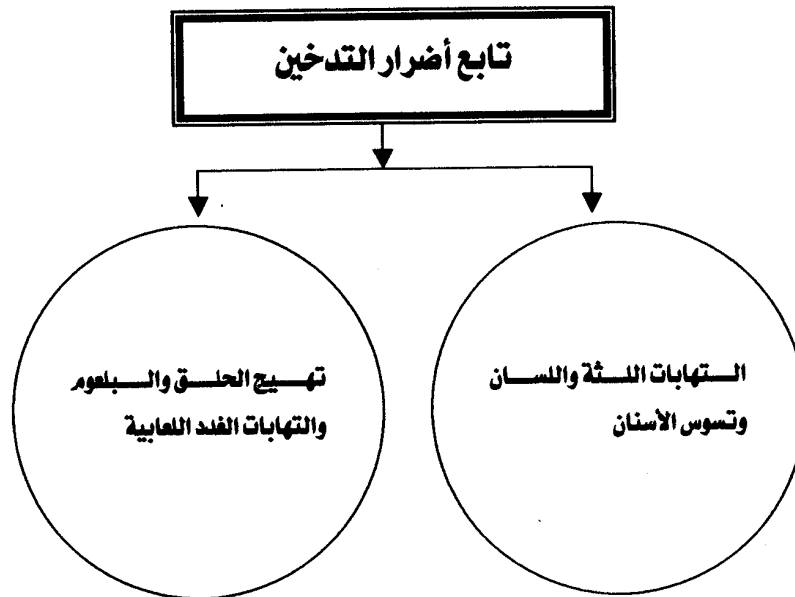 تابع أضرار التدخين
التهابات اللثة واللسان
وتسوس الأسنان
تهيج الحلق والبلعوم
والتهابات الغدد اللعابية